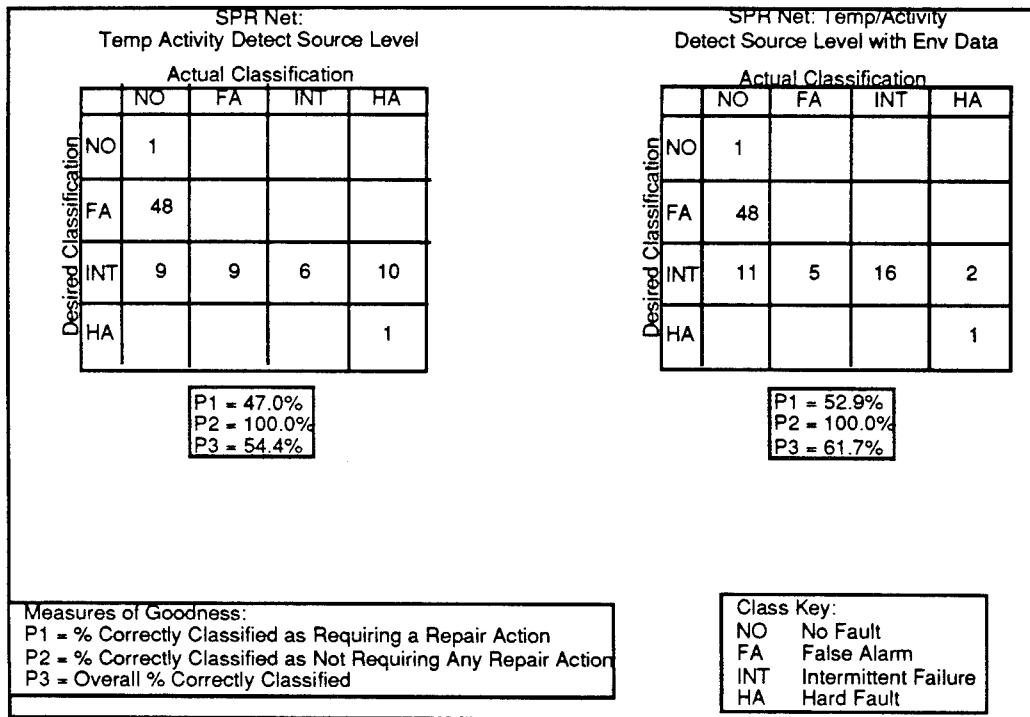 SPR Net:
Temp Activity Detect Source Level
Actual Classification
NO FA INT HA
Desired Classification
NO 1
FA 48
INT 9 9 6 10
HA 1
P1 = 47.0%
P2 = 100.0%
P3 = 54.4%
SPR Net: Temp/Activity
Detect Source Level with Env Data
Actual Classification
NO FA INT HA
Desired Classification
NO 1
FA 48
INT 11 5 16 2
HA 1
P1 = 52.9%
P2 = 100.0%
P3 = 61.7%
Measures of Goodness:
P1 = % Correctly Classified as Requiring a Repair Action
P2 = % Correctly Classified as Not Requiring Any Repair Action
P3 = Overall % Correctly Classified
Class Key:
NO No Fault
FA False Alarm
INT Intermittent Failure
HA Hard Fault